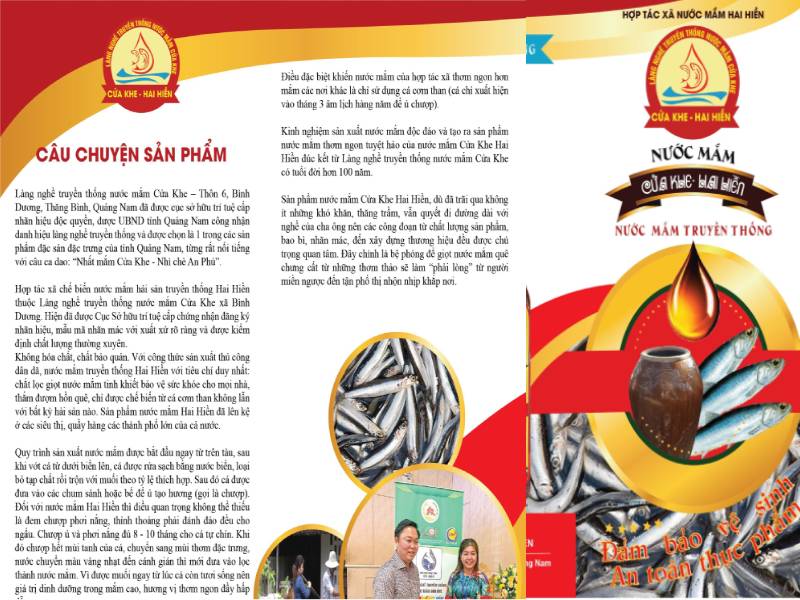 LÀNG NGHỀ TRUYỀN THỐNG NƯỚC MẮM CỬA KHE
CỬA KHE - HAI HIỀN
CÂU CHUYỆN SẢN PHẨM
Làng nghề truyền thống nước mắm Cửa Khe – Thôn 6, Bình
Dương, Thăng Bình, Quảng Nam đã được cục sở hữu trí tuệ cấp
nhãn hiệu độc quyền, được UBND tỉnh Quảng Nam công nhận
danh hiệu làng nghề truyền thống và được chọn là 1 trong các sản
phẩm đặc sản đặc trưng của tỉnh Quảng Nam, từng rất nổi tiếng
với câu ca dao: “Nhất mắm Cửa Khe - Nhì chè An Phú”.
Hợp tác xã chế biến nước mắm hải sản truyền thống Hai Hiền
thuộc Làng nghề truyền thống nước mắm Cửa Khe xã Bình
Dương. Hiện đã được Cục Sở hữu trí tuệ cấp chứng nhận đăng ký
nhãn hiệu, mẫu mã nhãn mác với xuất xứ rõ ràng và được kiểm
định chất lượng thường xuyên.
Không hóa chất, chất bảo quản. Với công thức sản xuất thủ công
dân dã, nước mắm truyền thống Hai Hiền với tiêu chí duy nhất:
chất lọc giọt nước mắm tinh khiết bảo vệ sức khỏe cho mọi nhà,
thấm đượm hồn quê, chỉ được chế biến từ cá cơm than không lẫn
với bất kỳ hải sản nào. Sản phẩm nước mắm Hai Hiền đã lên kệ
ở các siêu thị, quầy hàng các thành phố lớn của cả nước.
Quy trình sản xuất nước mắm được bắt đầu ngay từ trên tàu, sau
khi vớt cá từ dưới biển lên, cá được rửa sạch bằng nước biển, loại
bỏ tạp chất rồi trộn với muối theo tỷ lệ thích hợp. Sau đó cá được
đưa vào các chum sành hoặc bể để ủ tạo hương (gọi là chượp).
Đối với nước mắm Hai Hiền thì điều quan trọng không thể thiếu
là đem chượp phơi nắng, thỉnh thoảng phải đánh đảo đều cho
ngấu. Chượp ủ và phơi nắng đủ 8 - 10 tháng cho cá tự chín. Khi
đó chượp hết mùi tanh của cá, chuyển sang mùi thơm đặc trưng,
nước chuyển màu vàng nhạt đến cánh gián thì mới đưa vào lọc
thành nước mắm. Vì được muối ngay từ lúc cá còn tươi sống nên
giá trị dinh dưỡng trong mắm cao, hương vị thơm ngon đầy hấp
Điều đặc biệt khiến nước mắm của hợp tác xã thơm ngon hơn
mắm các nơi khác là chỉ sử dụng cá cơm than (cá chỉ xuất hiện
vào tháng 3 âm lịch hàng năm để ủ chượp).
Kinh nghiệm sản xuất nước mắm độc đáo và tạo ra sản phẩm
nước mắm thơm ngon tuyệt hảo của nước mắm Cửa Khe Hai
Hiền đúc kết từ Làng nghề truyền thống nước mắm Cửa Khe
có tuổi đời hơn 100 năm.
Sản phẩm nước mắm Cửa Khe Hai Hiền, dù đã trải qua không
ít những khó khăn, thăng trầm, vẫn quyết đi đường dài với
nghề của cha ông nên các công đoạn từ chất lượng sản phẩm,
bao bì, nhãn mác, đến xây dựng thương hiệu đều được chú
trọng quan tâm. Đây chính là bệ phóng để giọt nước mắm quê
chưng cất từ những thơm thảo sẽ làm “phải lòng” từ người
miền ngược đến tận phố thị nhộn nhịp khắp nơi.
HỢP TÁC XÃ NƯỚC MẮM HAI HIỀN
LÀNG NGHỀ TRUYỀN THỐNG NƯỚC MẮM CỬA KHE
CỬA KHE - HAI HIỀN
NƯỚC MẮM
CỬA KHE - HAI HIỀN
NƯỚC MẮM TRUYỀN THỐNG
Đảm bảo vệ sinh
An toàn thực phẩm